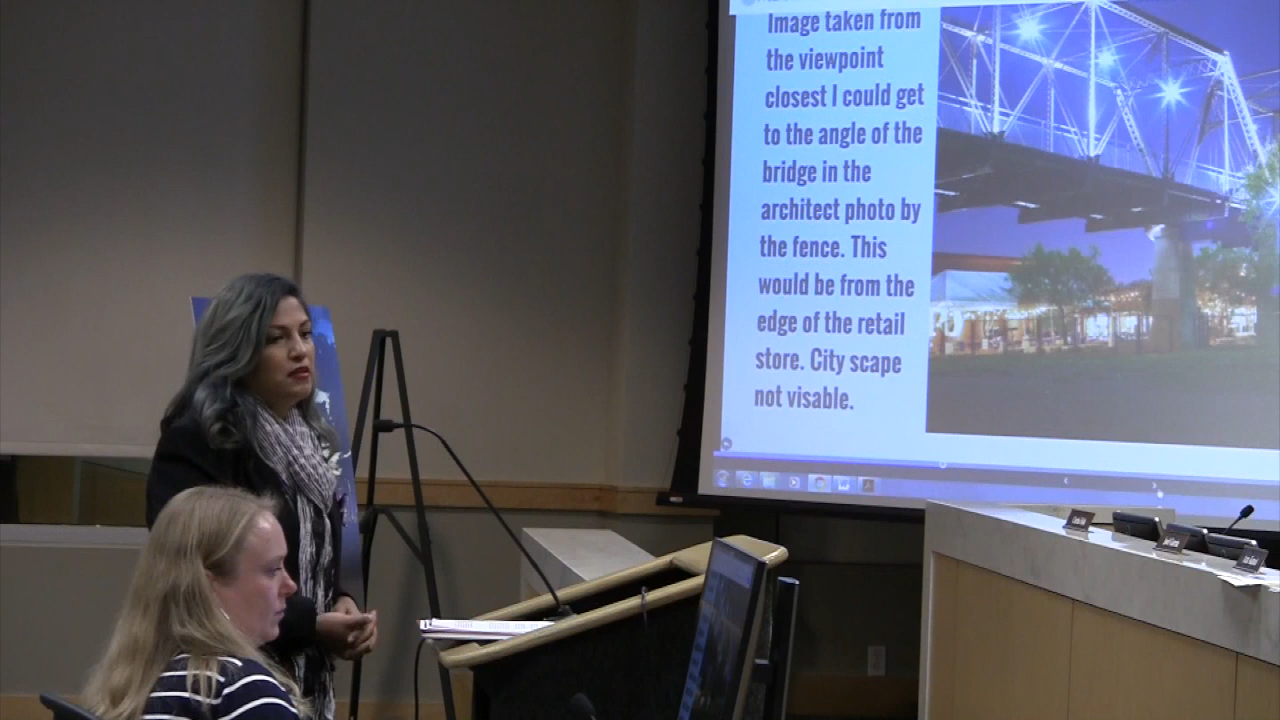 Image taken from
the viewpoint
closest I could get
to the angle of the
bridge in the
architect photo by
the fence. This
would be from the
edge of the retail
store. City scape
not visable.